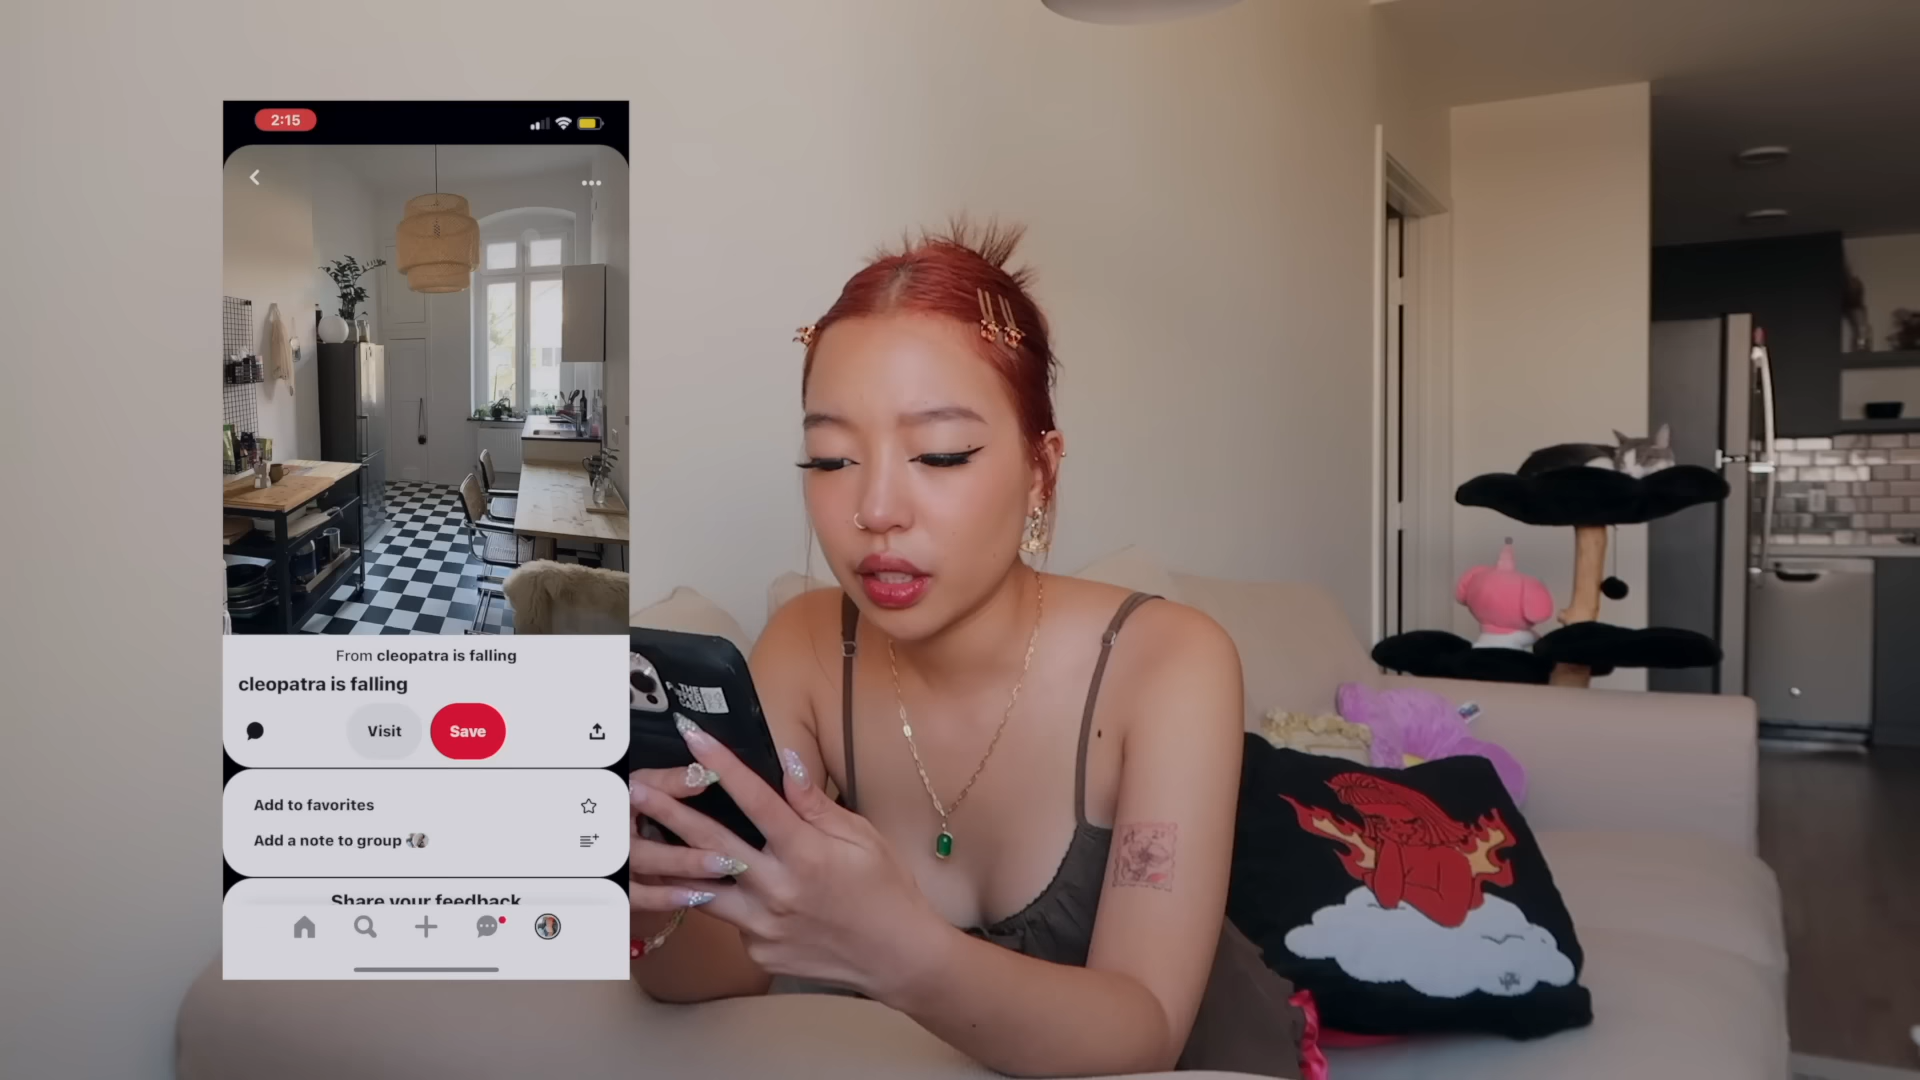 2:15
From cleopatra is falling
cleopatra is falling
Visit
Save
Add to favorites
Add a note to group
Share your feedback
THE